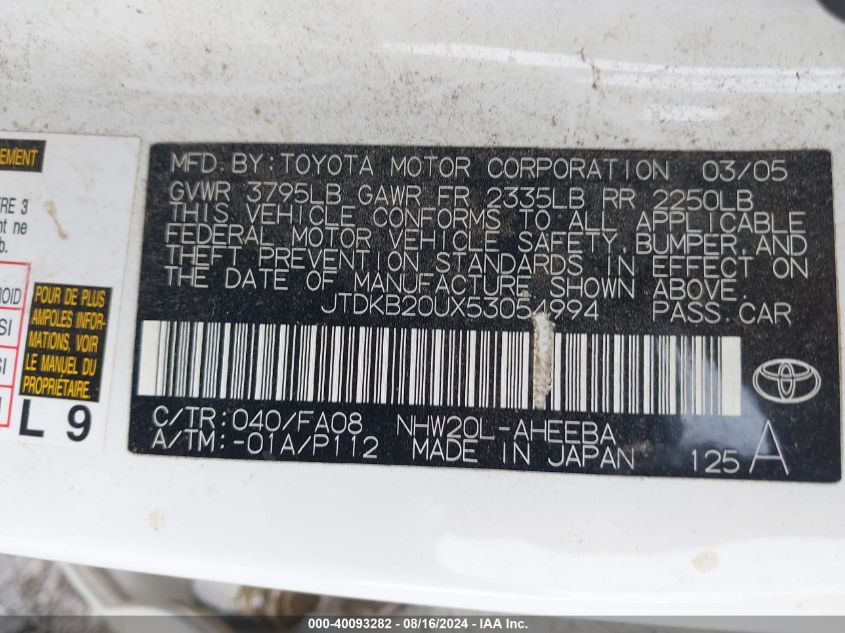 EMENT
RE 3
nt ne
b.
OID
SI
SI
POUR DE PLUS
AMPLES INFOR-
MATIONS, VOIR
LE MANUEL DU
PROPRIÉTAIRE.
L 9
MFD. BY: TOYOTA MOTOR CORPORATION 03/05
GVWR 3795LB GAWR FR 2335LB RR 2250LB
THIS VEHICLE CONFORMS TO ALL APPLICABLE
FEDERAL MOTOR VEHICLE SAFETY, BUMPER, AND
THEFT PREVENTION STANDARDS IN EFFECT ON
THE DATE OF MANUFACTURE SHOWN ABOVE.
JTDKB20UX53054994 PASS. CAR
C/TR: 040/FA08 NHW20L-AHEEBA
A/TM: -01A/P112 MADE IN JAPAN 125 A
000-40093282 - 08/16/2024 - IAA Inc.